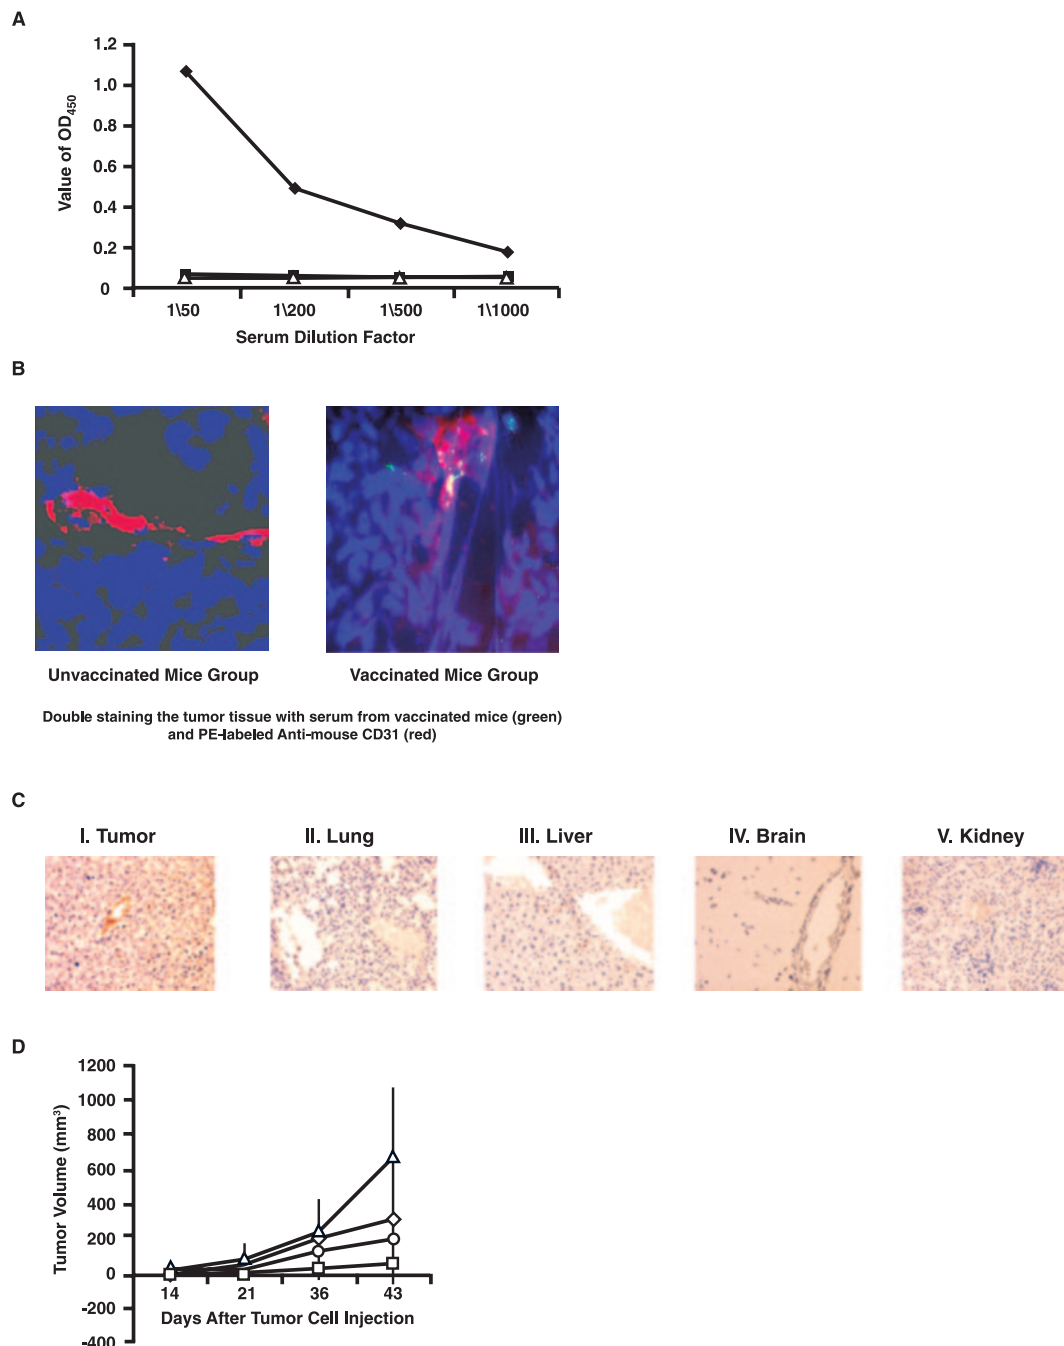 A
1.2
1.0
0.8
0.6
0.4
0.2
0
Value of OD450
1\50 1\200 1\500 1\1000
Serum Dilution Factor
B
Unvaccinated Mice Group Vaccinated Mice Group
Double staining the tumor tissue with serum from vaccinated mice (green)
and PE-labeled Anti-mouse CD31 (red)
C
I. Tumor II. Lung III. Liver IV. Brain V. Kidney
D
1200
1000
800
600
400
200
0
-200
-400
Tumor Volume (mm³)
14 21 36 43
Days After Tumor Cell Injection